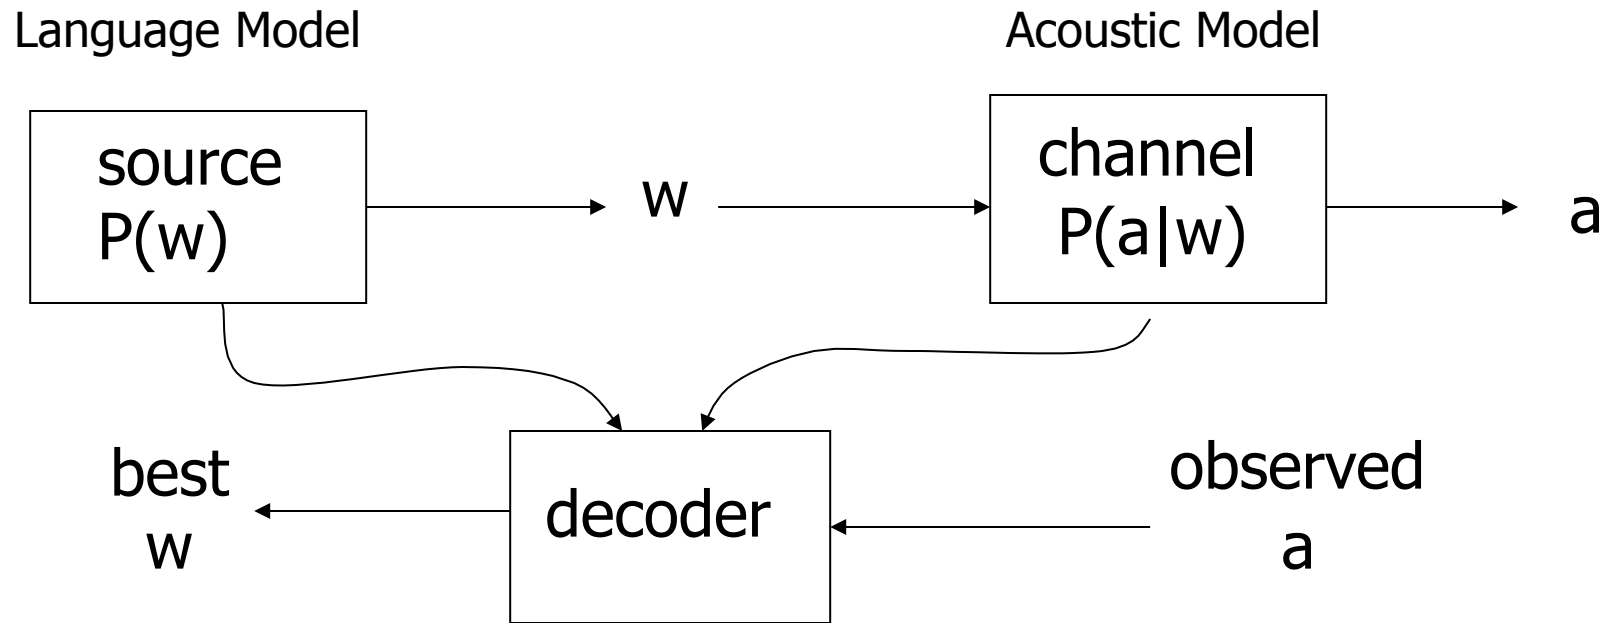 Language Model
Acoustic Model
source
P(w)
w
channel
P(a|w)
a
best
w
decoder
observed
a